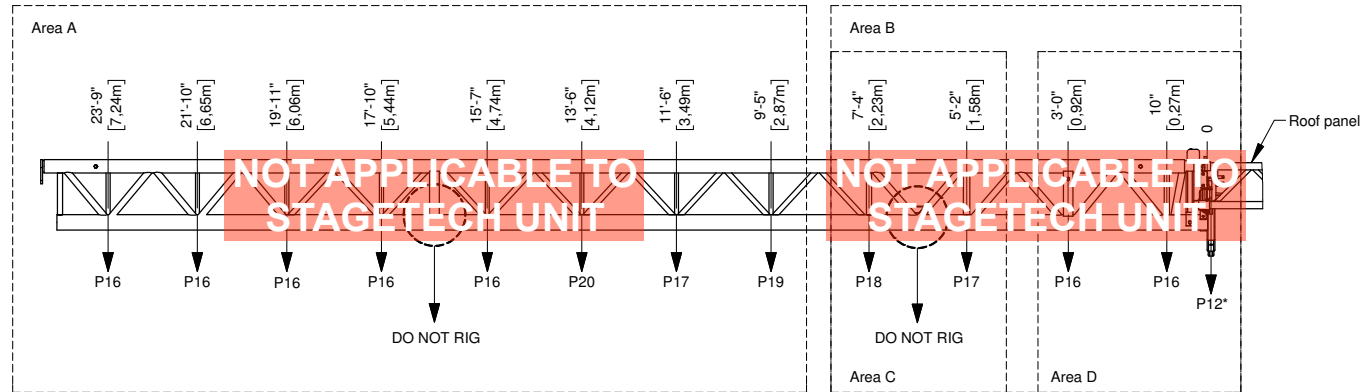 Area A
Area B
23'-9"
[7,24m]
21'-10"
[6,65m]
19'-11"
[6,06m]
17'-10"
[5,44m]
15'-7"
[4,74m]
13'-6"
[4,12m]
11'-6"
[3,49m]
9'-5"
[2,87m]
7'-4"
[2,23m]
5'-2"
[1,58m]
3'-0"
[0,92m]
10"
[0,27m]
0
Roof panel
NOT APPLICABLE TO
STAGETECH UNIT
NOT APPLICABLE TO
STAGETECH UNIT
P16
P16
P16
P16
P16
P20
P17
P19
P18
P17
P16
P16
P12*
DO NOT RIG
DO NOT RIG
Area C
Area D